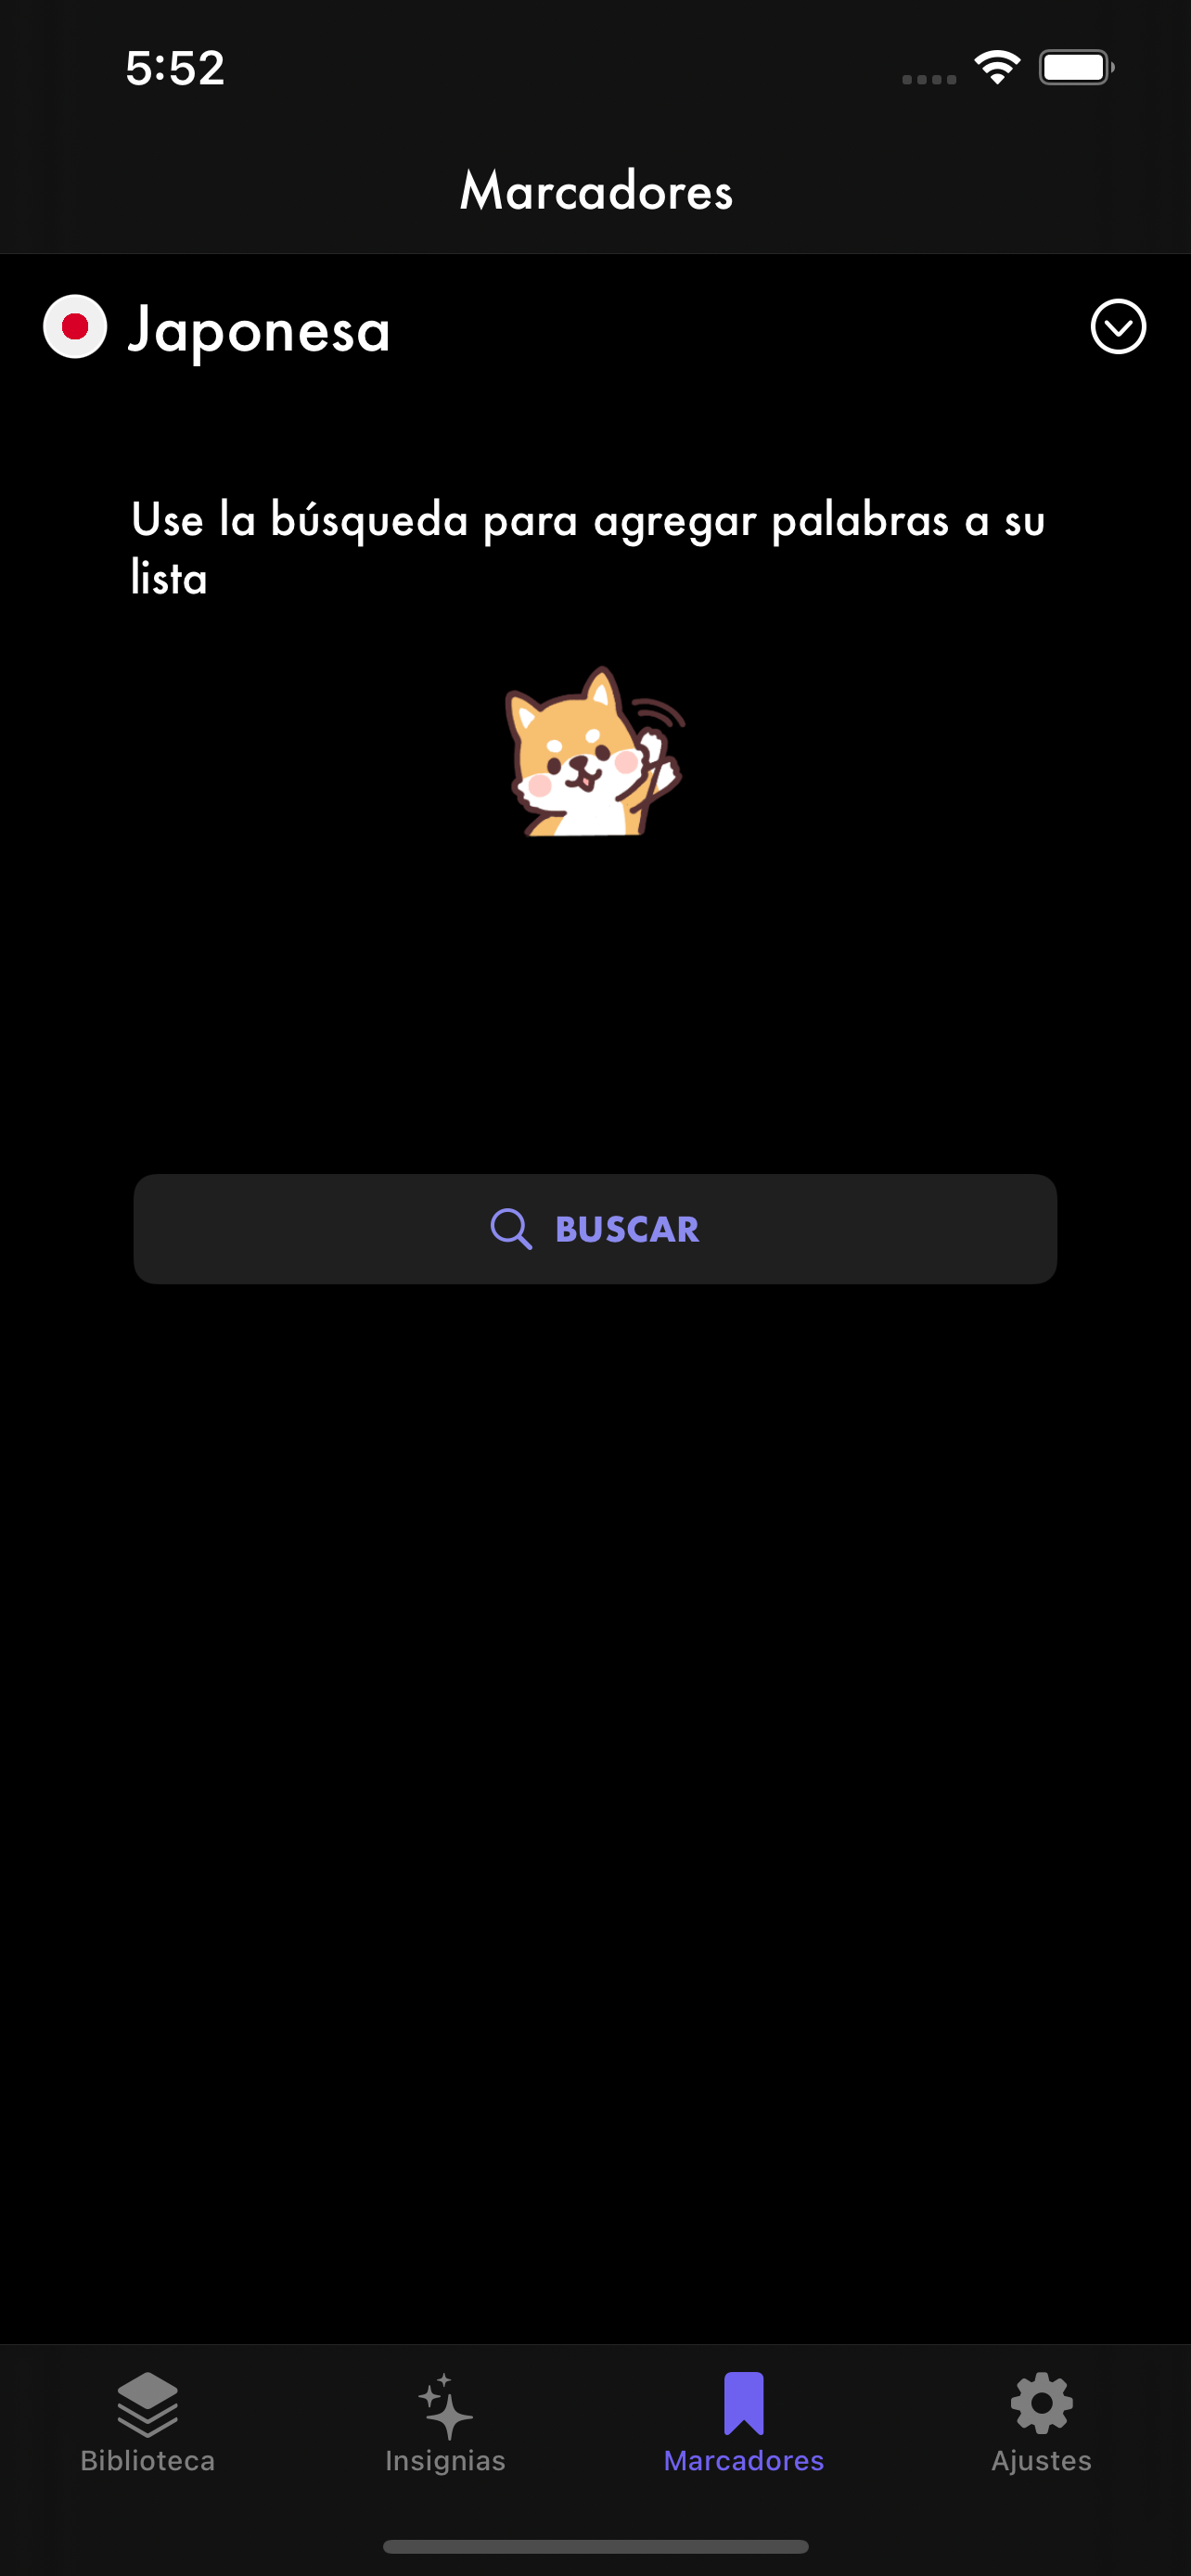 5:52
Marcadores
Japonesa
Use la búsqueda para agregar palabras a su
lista
BUSCAR
Biblioteca
Insignias
Marcadores
Ajustes